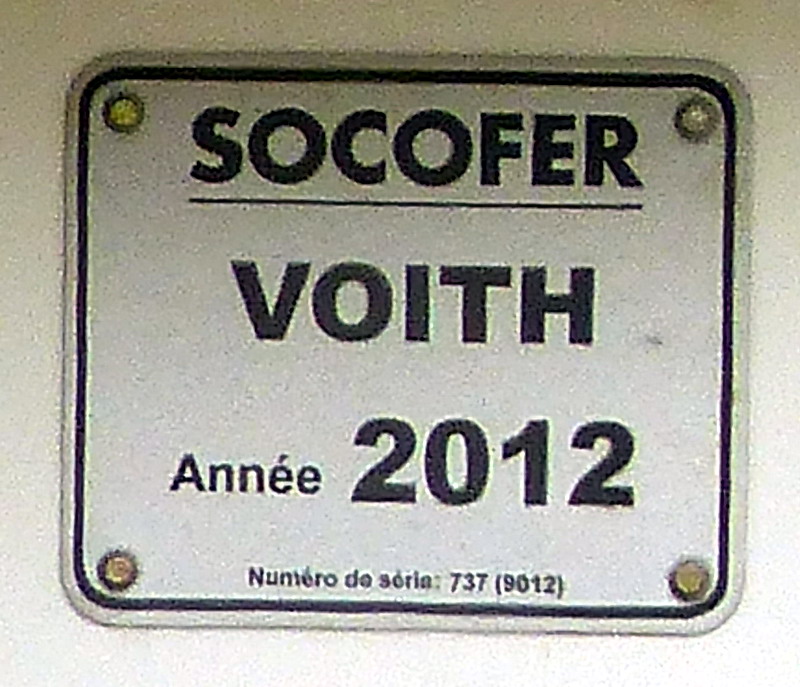 SOCOFER
VOITH
Année 2012
Numéro de série: 737 (9012)